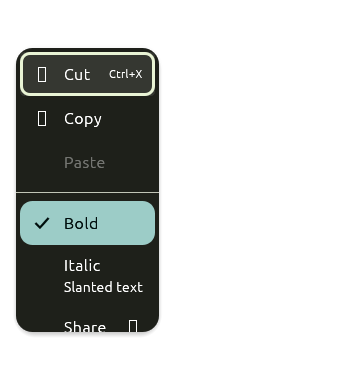 Cut Ctrl+X
Copy
Paste
Bold
Italic
Slanted text
Share